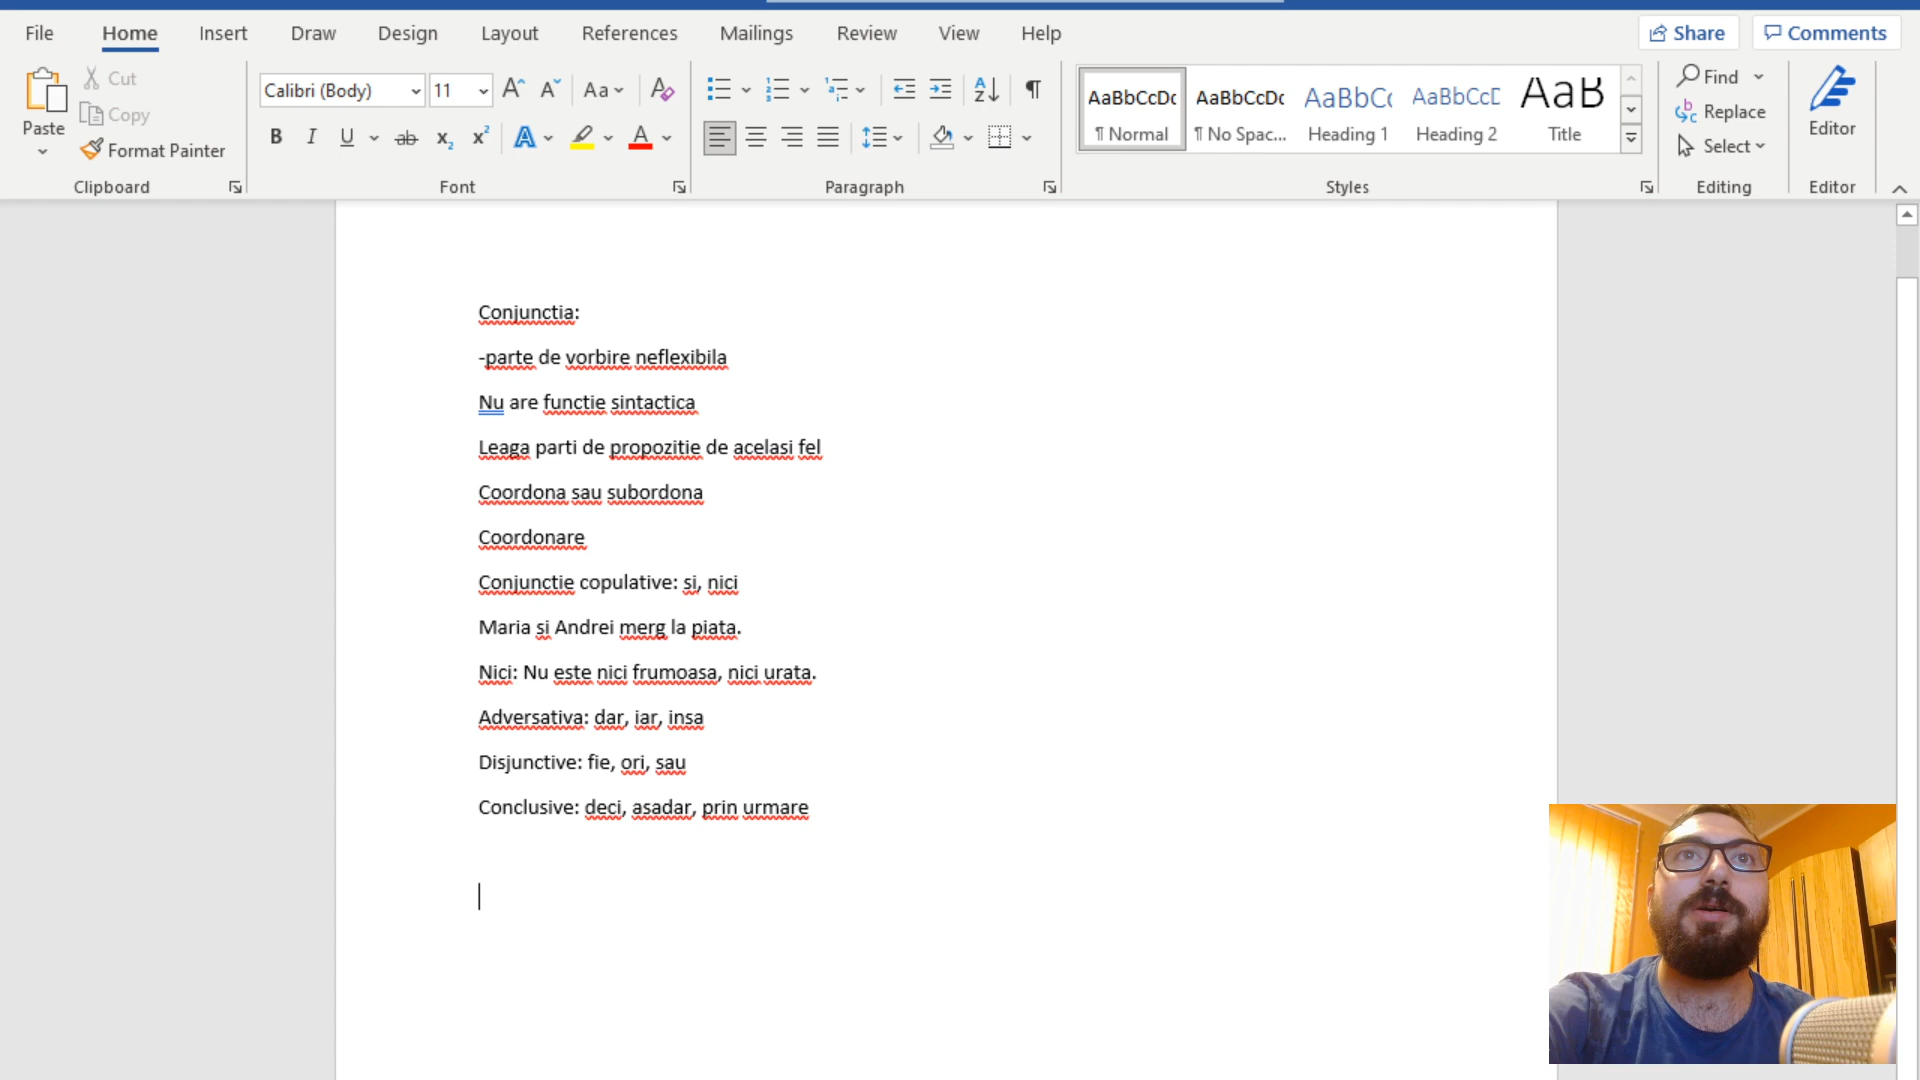 File Home Insert Draw Design Layout References Mailings Review View Help Share Comments
Cut
Copy
Paste
Format Painter
Clipboard
Calibri (Body) 11 Aa
B I U ab x₂ x² A A
Font
Paragraph
AaBbCcDc AaBbCcDc AaBbCc AaBbCcD AaB
¶ Normal ¶ No Spac... Heading 1 Heading 2 Title
Styles
Find
Replace
Select
Editing
Editor
Editor
Conjunctia:
-parte de vorbire neflexibila
Nu are functie sintactica
Leaga parti de propozitie de acelasi fel
Coordona sau subordona
Coordonare
Conjunctie copulative: si, nici
Maria si Andrei merg la piata.
Nici: Nu este nici frumoasa, nici urata.
Adversativa: dar, iar, insa
Disjunctive: fie, ori, sau
Conclusive: deci, asadar, prin urmare